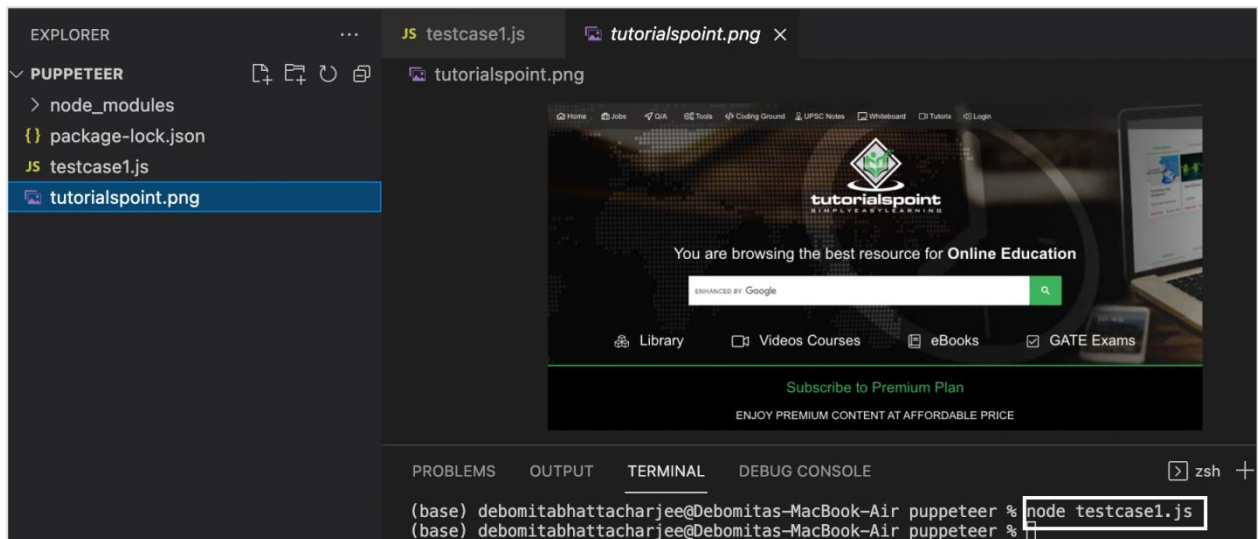 EXPLORER ...
JS testcase1.js tutorialspoint.png ×
PUPPETEER
tutorialspoint.png
> node_modules
{} package-lock.json
JS testcase1.js
tutorialspoint.png
Home Jobs Q/A Tools Coding Ground UPSC Notes Whiteboard Tutorix Login
tutorialspoint
SIMPLYEASYLEARNING
You are browsing the best resource for Online Education
ENHANCED BY Google
Library Videos Courses eBooks GATE Exams
Subscribe to Premium Plan
ENJOY PREMIUM CONTENT AT AFFORDABLE PRICE
PROBLEMS OUTPUT TERMINAL DEBUG CONSOLE zsh +
(base) debomitabhattacharjee@Debomitas-MacBook-Air puppeteer % node testcase1.js
(base) debomitabhattacharjee@Debomitas-MacBook-Air puppeteer %